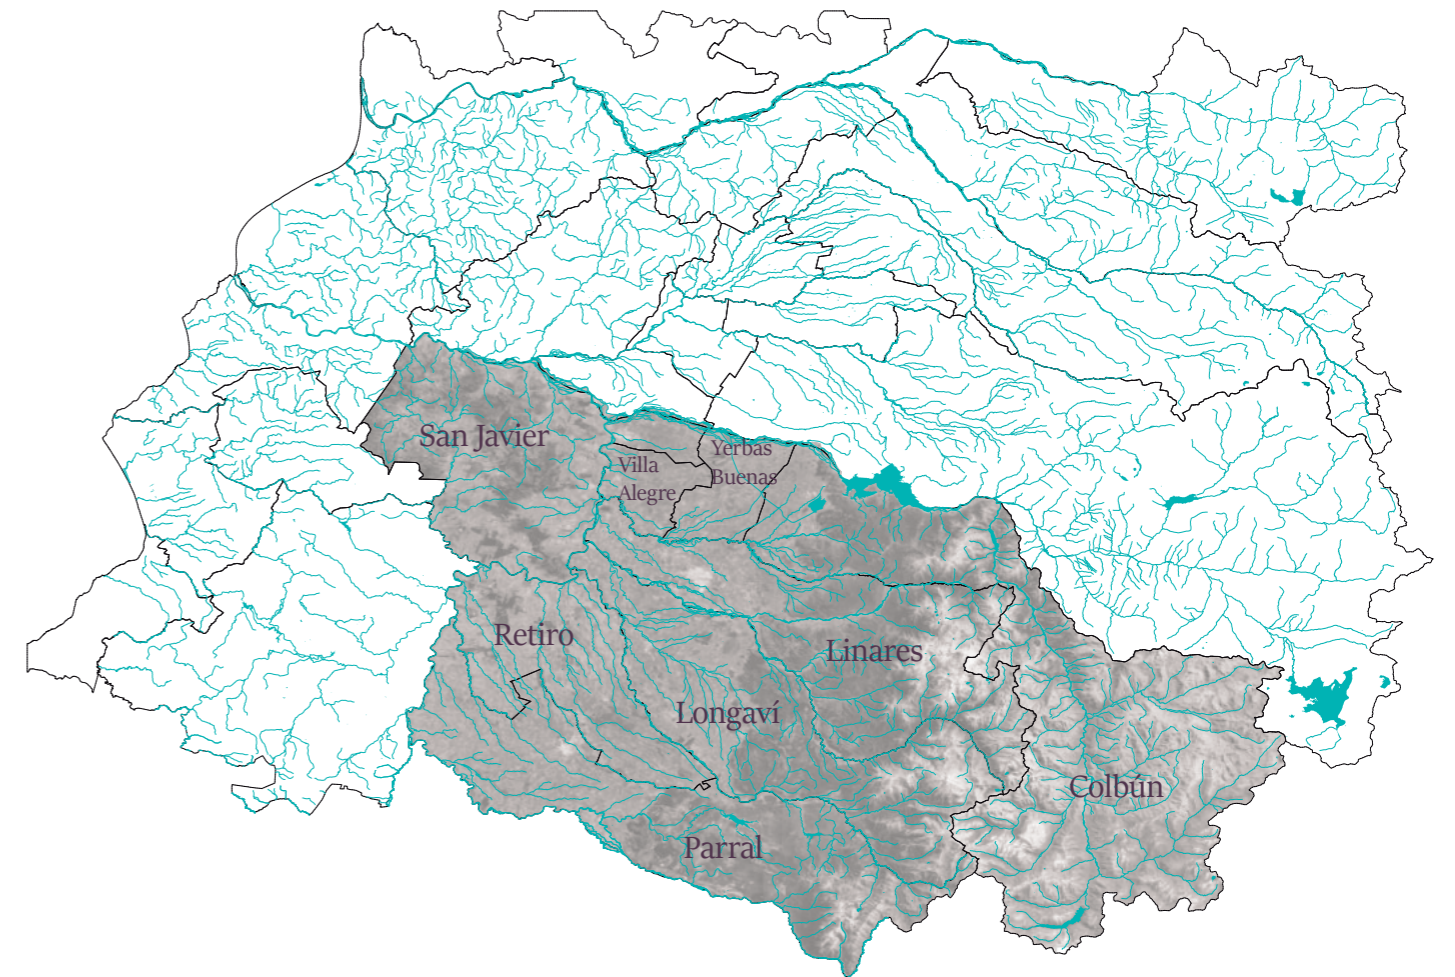 San Javier
Villa
Alegre
Yerbas
Buenas
Retiro
Linares
Longaví
Colbún
Parral